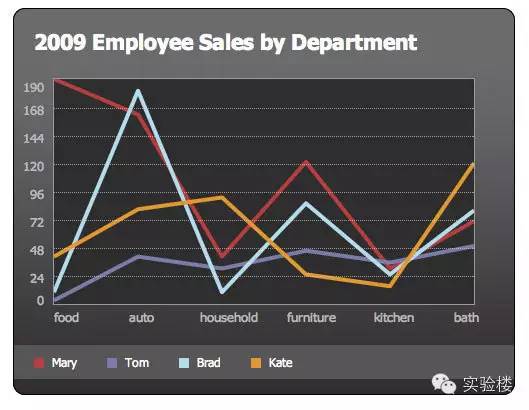 2009 Employee Sales by Department
190
168
144
120
96
72
48
24
0
food auto household furniture kitchen bath
Mary Tom Brad Kate
实验楼